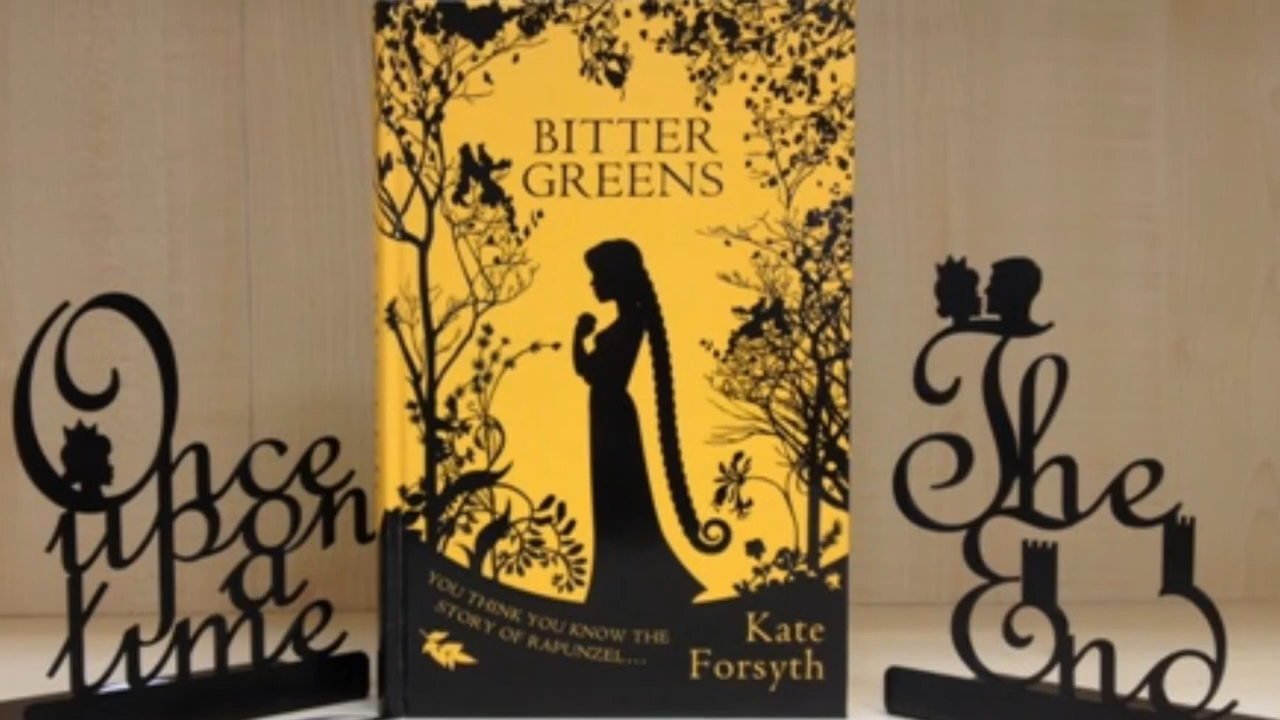 Once
upon
a
time
BITTER
GREENS
YOU THINK YOU KNOW THE
STORY OF RAPUNZEL...
Kate
Forsyth
The
End